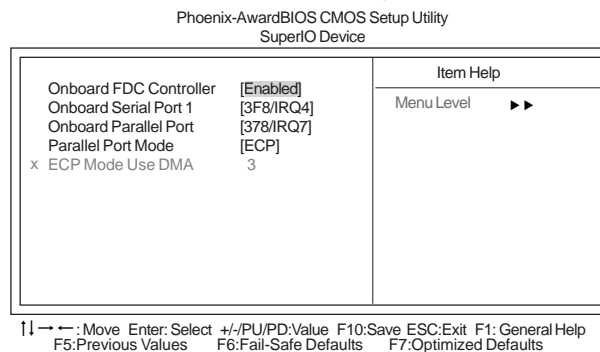 Phoenix-AwardBIOS CMOS Setup Utility
SuperIO Device
Item Help
Onboard FDC Controller [Enabled]
Onboard Serial Port 1 [3F8/IRQ4]
Onboard Parallel Port [378/IRQ7]
Parallel Port Mode [ECP]
x ECP Mode Use DMA 3
Menu Level ►►
↑↓→←: Move Enter: Select +/-/PU/PD:Value F10:Save ESC:Exit F1: General Help
F5:Previous Values F6:Fail-Safe Defaults F7:Optimized Defaults